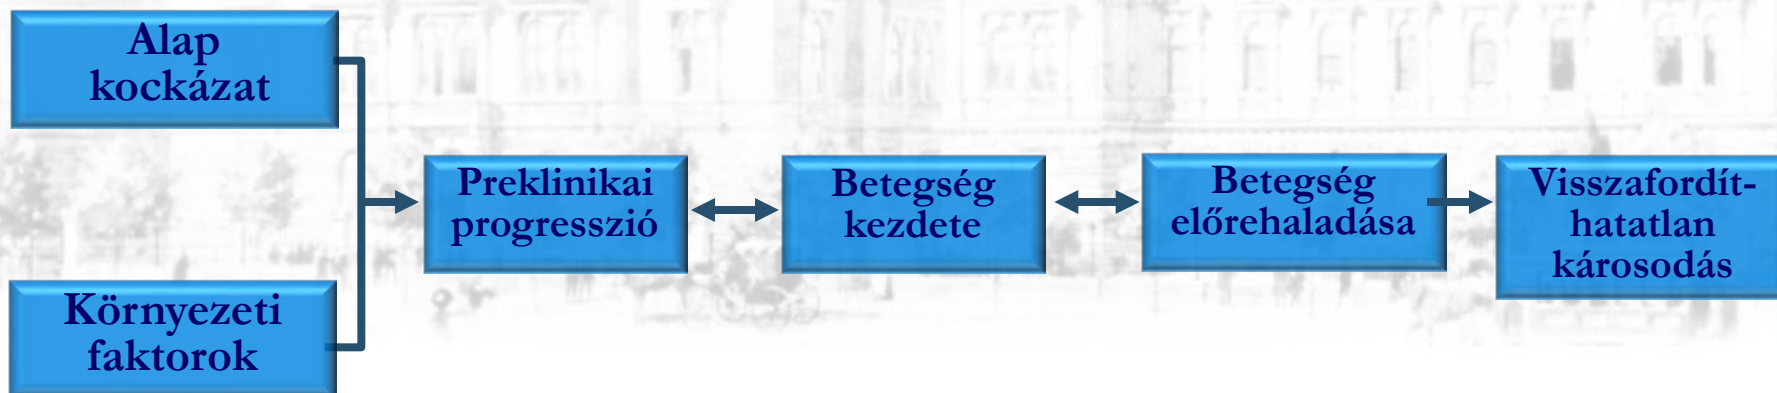 Alap
kockázat
Környezeti
faktorok
Preklinikai
progresszió
Betegség
kezdete
Betegség
előrehaladása
Visszafordít-
hatatlan
károsodás